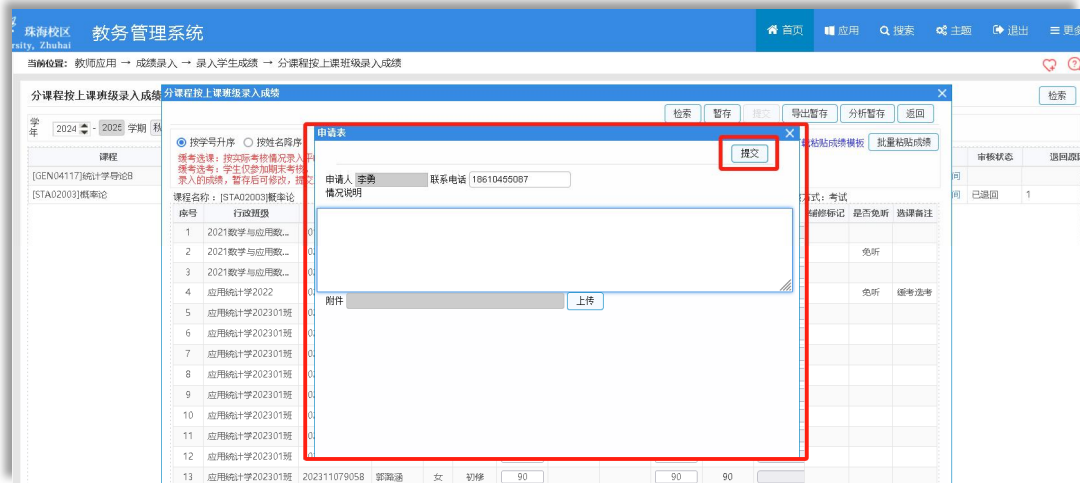 珠海校区 教务管理系统
rsity, Zhuhai
首页 应用 搜索 主题 退出 更多
当前位置: 教师应用 → 成绩录入 → 录入学生成绩 → 分课程按上课班级录入成绩
分课程按上课班级录入成绩
检索
学年 2024 - 2025 学期 秋
课程 审核状态 退回原因
[GEN04117]统计学导论B 间
[STA02003]概率论 间 已退回 1
分课程按上课班级录入成绩
检索 暂存 提交 导出暂存 分析暂存 返回
按学号升序 按姓名降序 载粘贴成绩模板 批量粘贴成绩
缓考选课：按实际考核情况录入平
缓考选考：学生仅参加期末考核
录入的成绩，暂存后可修改，提交
课程名称：[STA02003]概率论 方式：考试
序号 行政班级 辅修标记 是否免听 选课备注
1 2021数学与应用数...
2 2021数学与应用数... 免听
3 2021数学与应用数...
4 应用统计学2022 免听 缓考选考
5 应用统计学202301班
6 应用统计学202301班
7 应用统计学202301班
8 应用统计学202301班
9 应用统计学202301班
10 应用统计学202301班
11 应用统计学202301班
12 应用统计学202301班
13 应用统计学202301班 202311079058 女 初修 90 90 90
申请表
提交
申请人 李勇 联系电话 18610455087
情况说明
附件 上传